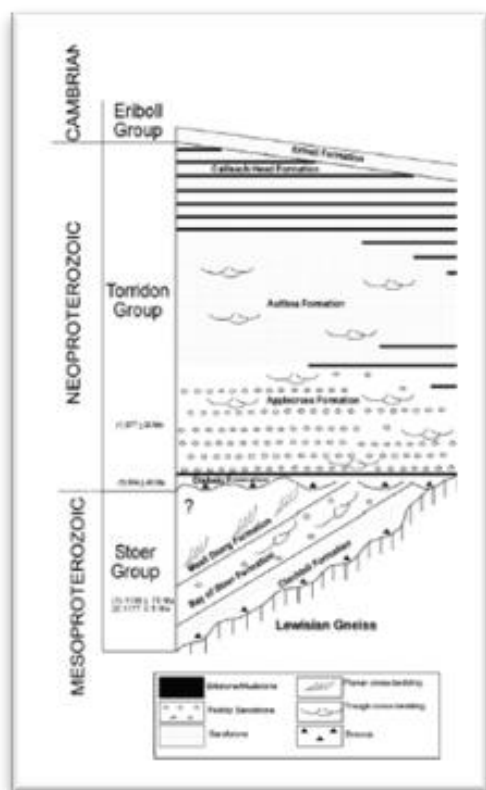 CAMBRIAN
Eriboll
Group
Eriboll Formation
Cailleach Head Formation
NEOPROTEROZOIC
Torridon
Group
Aultbea Formation
Applecross Formation
Diabaig Formation
?
MESOPROTEROZOIC
Stoer
Group
Meall Dearg Formation
Bay of Stoer Formation
Clachtoll Formation
Lewisian Gneiss
Siltstone/Mudstone
Planar cross-bedding
Pebbly Sandstone
Trough cross-bedding
Sandstone
Breccia